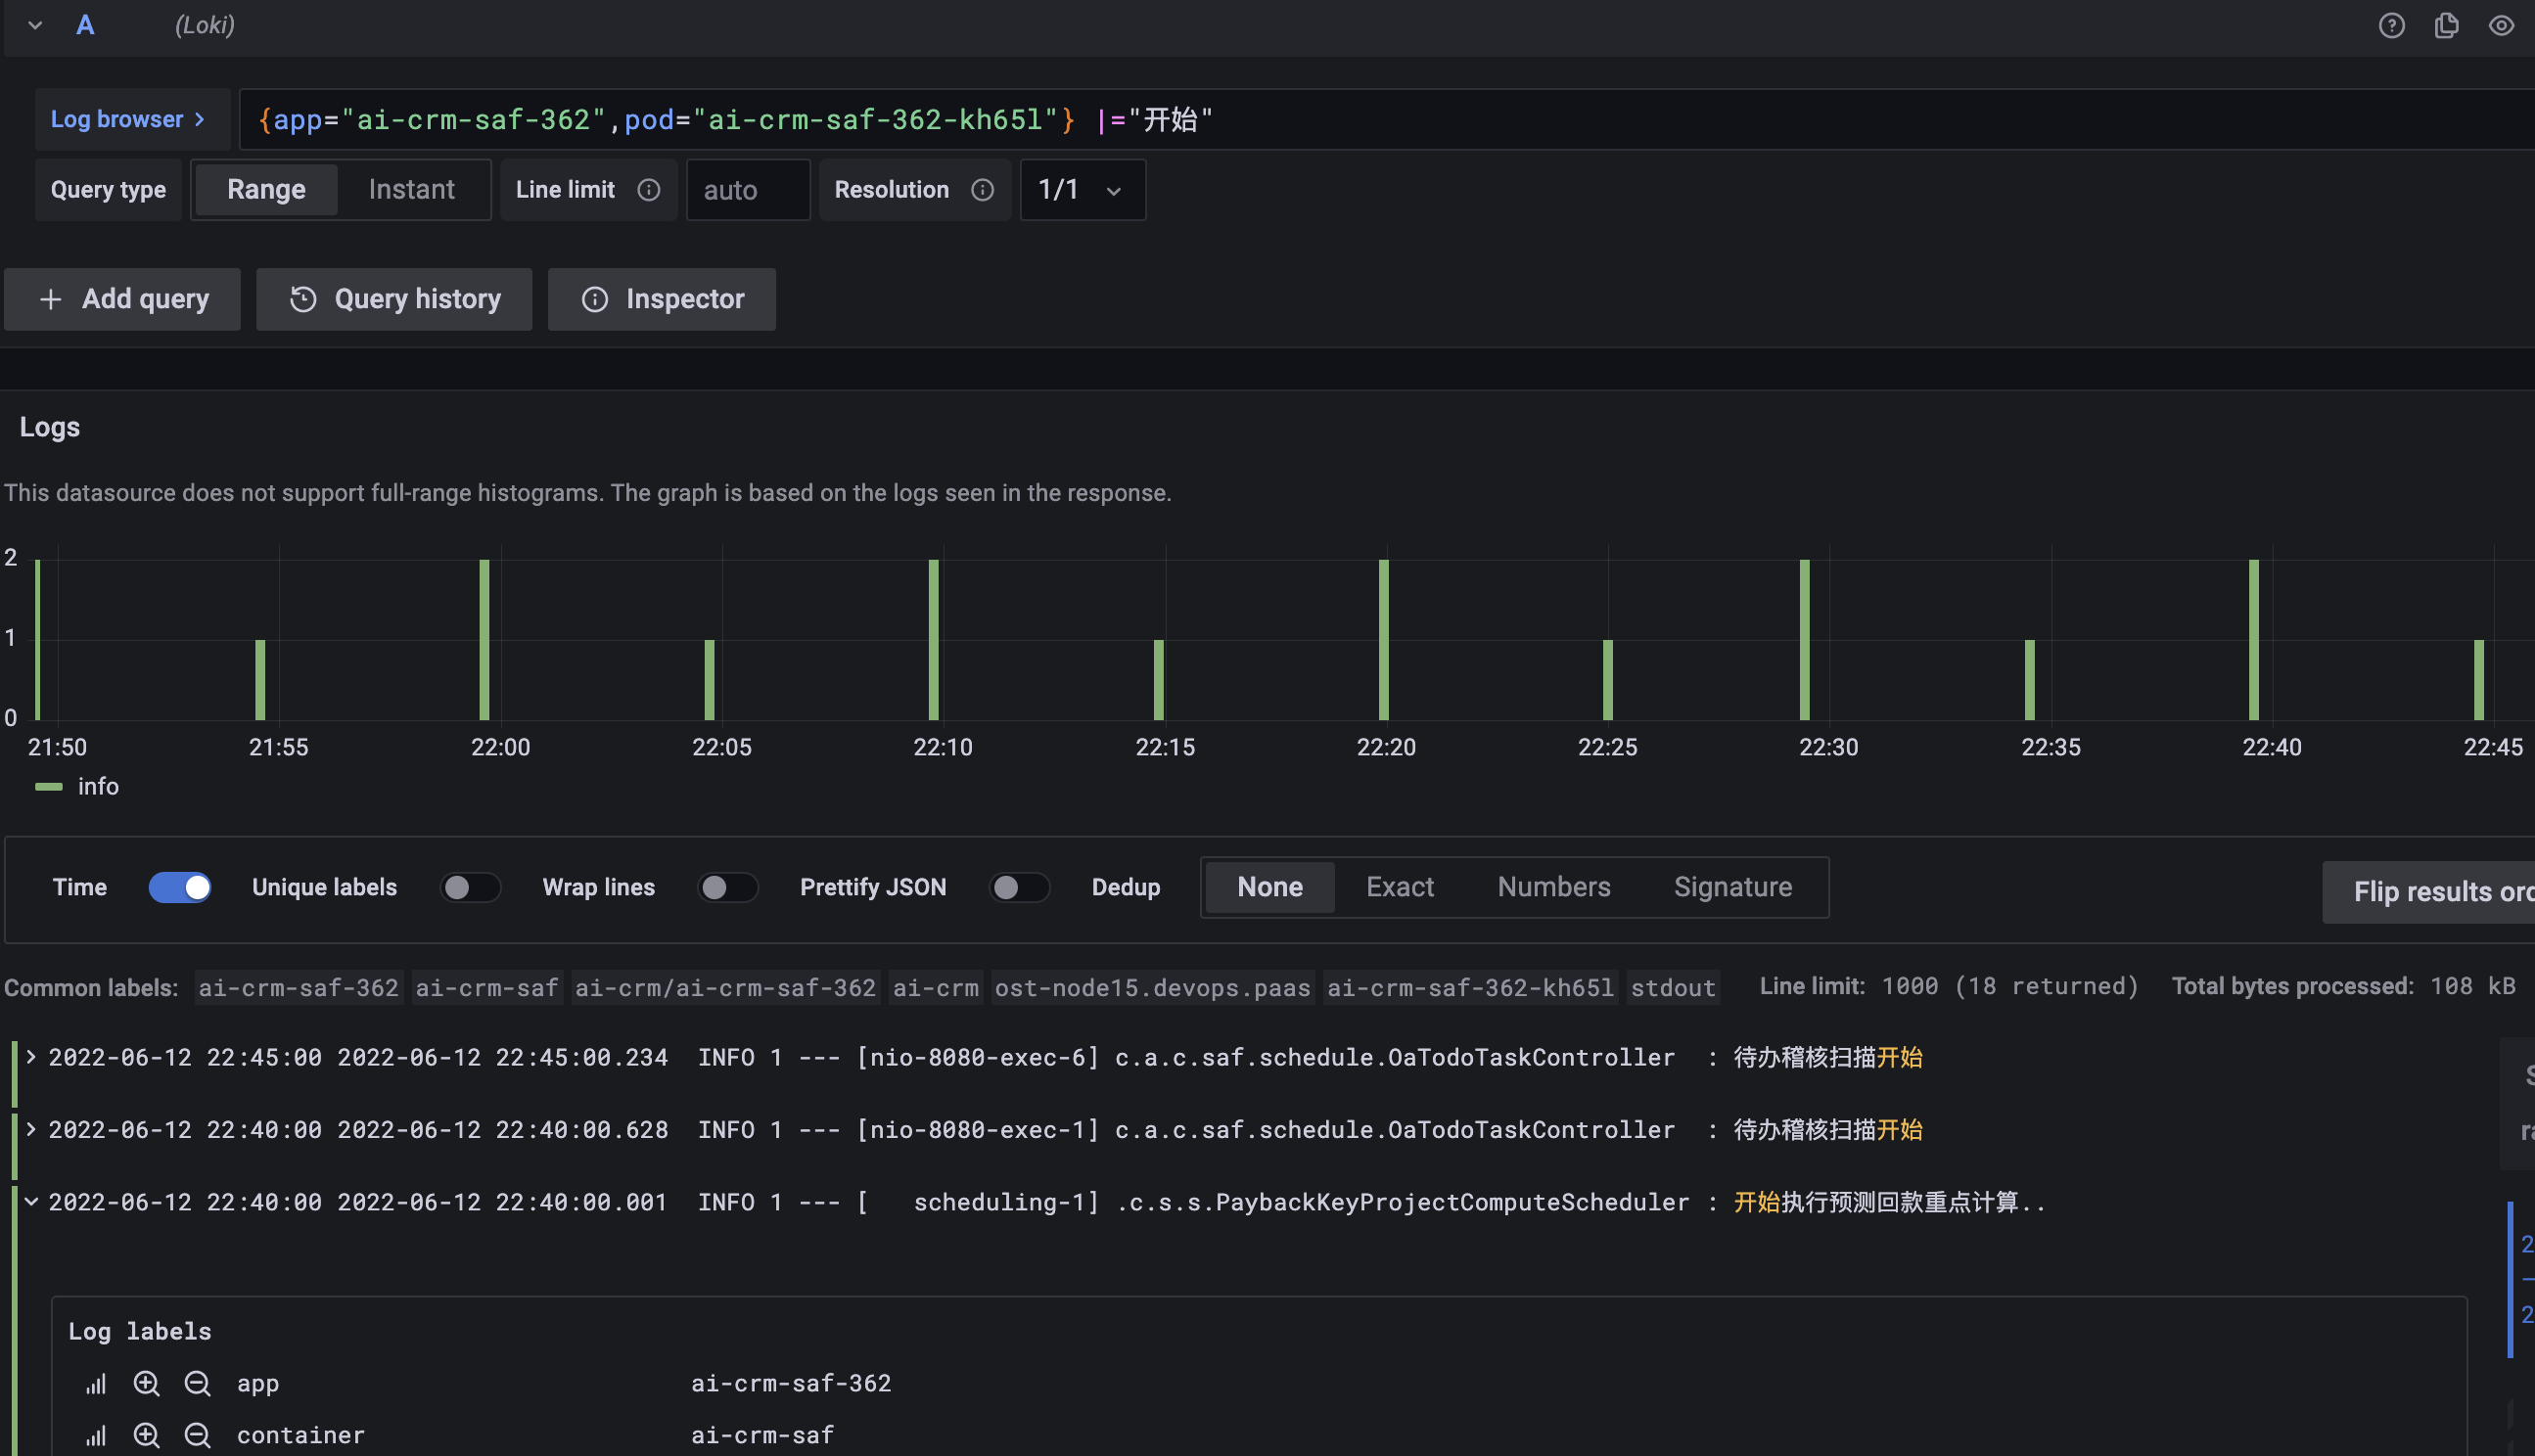 A (Loki)
Log browser > {app="ai-crm-saf-362",pod="ai-crm-saf-362-kh65l"} |="开始"
Query type Range Instant Line limit auto Resolution 1/1
+ Add query Query history Inspector
Logs
This datasource does not support full-range histograms. The graph is based on the logs seen in the response.
2
1
0
21:50 21:55 22:00 22:05 22:10 22:15 22:20 22:25 22:30 22:35 22:40 22:45
info
Time Unique labels Wrap lines Prettify JSON Dedup None Exact Numbers Signature Flip results
Common labels: ai-crm-saf-362 ai-crm-saf ai-crm/ai-crm-saf-362 ai-crm ost-node15.devops.paas ai-crm-saf-362-kh65l stdout Line limit: 1000 (18 returned) Total bytes processed: 108 kB
> 2022-06-12 22:45:00 2022-06-12 22:45:00.234 INFO 1 --- [nio-8080-exec-6] c.a.c.saf.schedule.OaTodoTaskController : 待办稽核扫描开始
> 2022-06-12 22:40:00 2022-06-12 22:40:00.628 INFO 1 --- [nio-8080-exec-1] c.a.c.saf.schedule.OaTodoTaskController : 待办稽核扫描开始
2022-06-12 22:40:00 2022-06-12 22:40:00.001 INFO 1 --- [ scheduling-1] .c.s.s.PaybackKeyProjectComputeScheduler : 开始执行预测回款重点计算..
Log labels
app ai-crm-saf-362
container ai-crm-saf